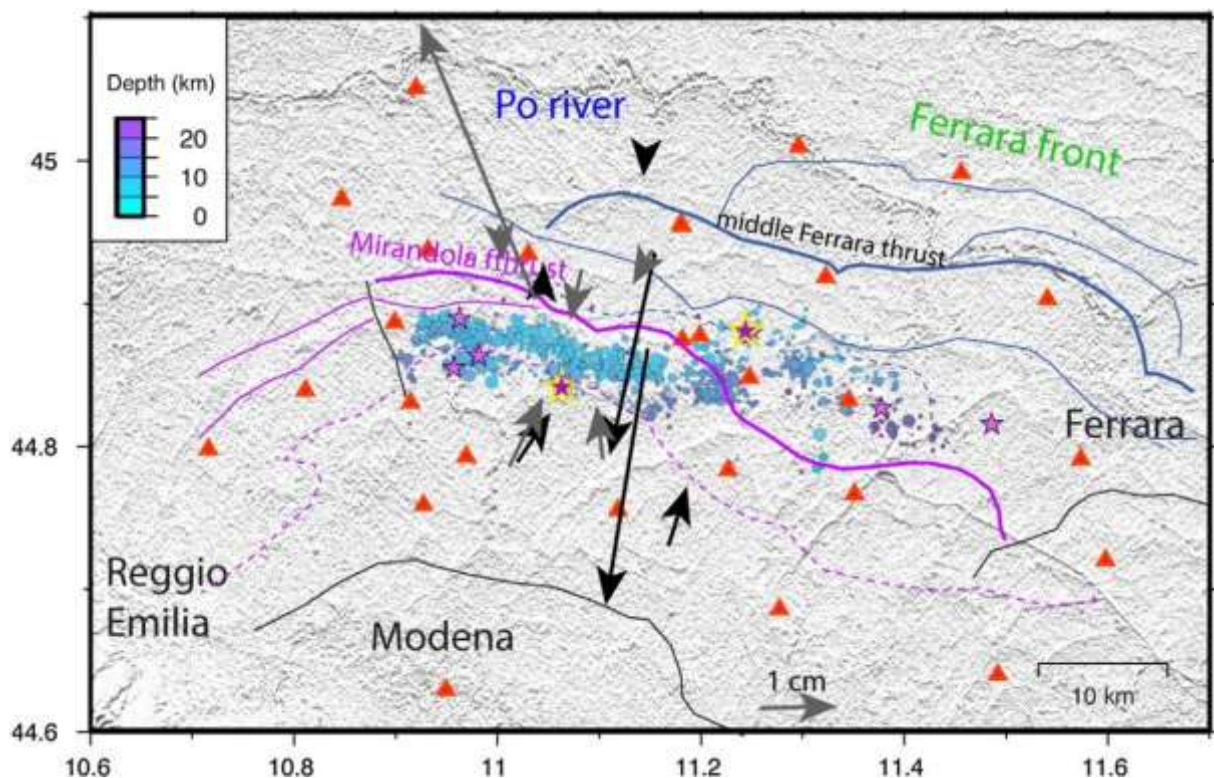 Depth (km)
20
10
0
Po river
Ferrara front
middle Ferrara thrust
Mirandola fthrust
Ferrara
Reggio
Emilia
Modena
1 cm
10 km
45
44.8
44.6
10.6
10.8
11
11.2
11.4
11.6